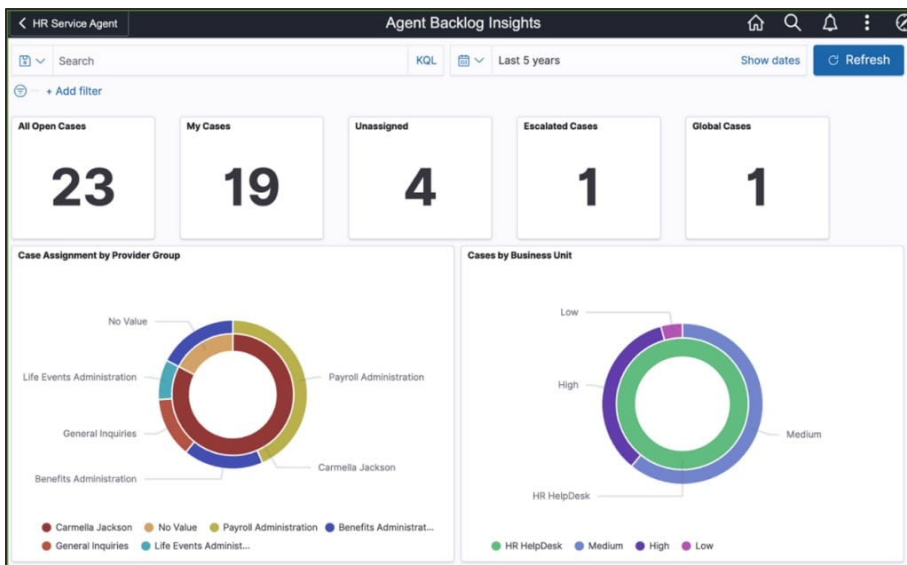 HR Service Agent
Agent Backlog Insights
Search
KQL
Last 5 years
Show dates
Refresh
+ Add filter
All Open Cases
23
My Cases
19
Unassigned
4
Escalated Cases
1
Global Cases
1
Case Assignment by Provider Group
No Value
Life Events Administration
Payroll Administration
General Inquiries
Carmella Jackson
Benefits Administration
Carmella Jackson No Value Payroll Administration Benefits Administrat...
General Inquiries Life Events Administ...
Cases by Business Unit
Low
High
Medium
HR HelpDesk
HR HelpDesk Medium High Low